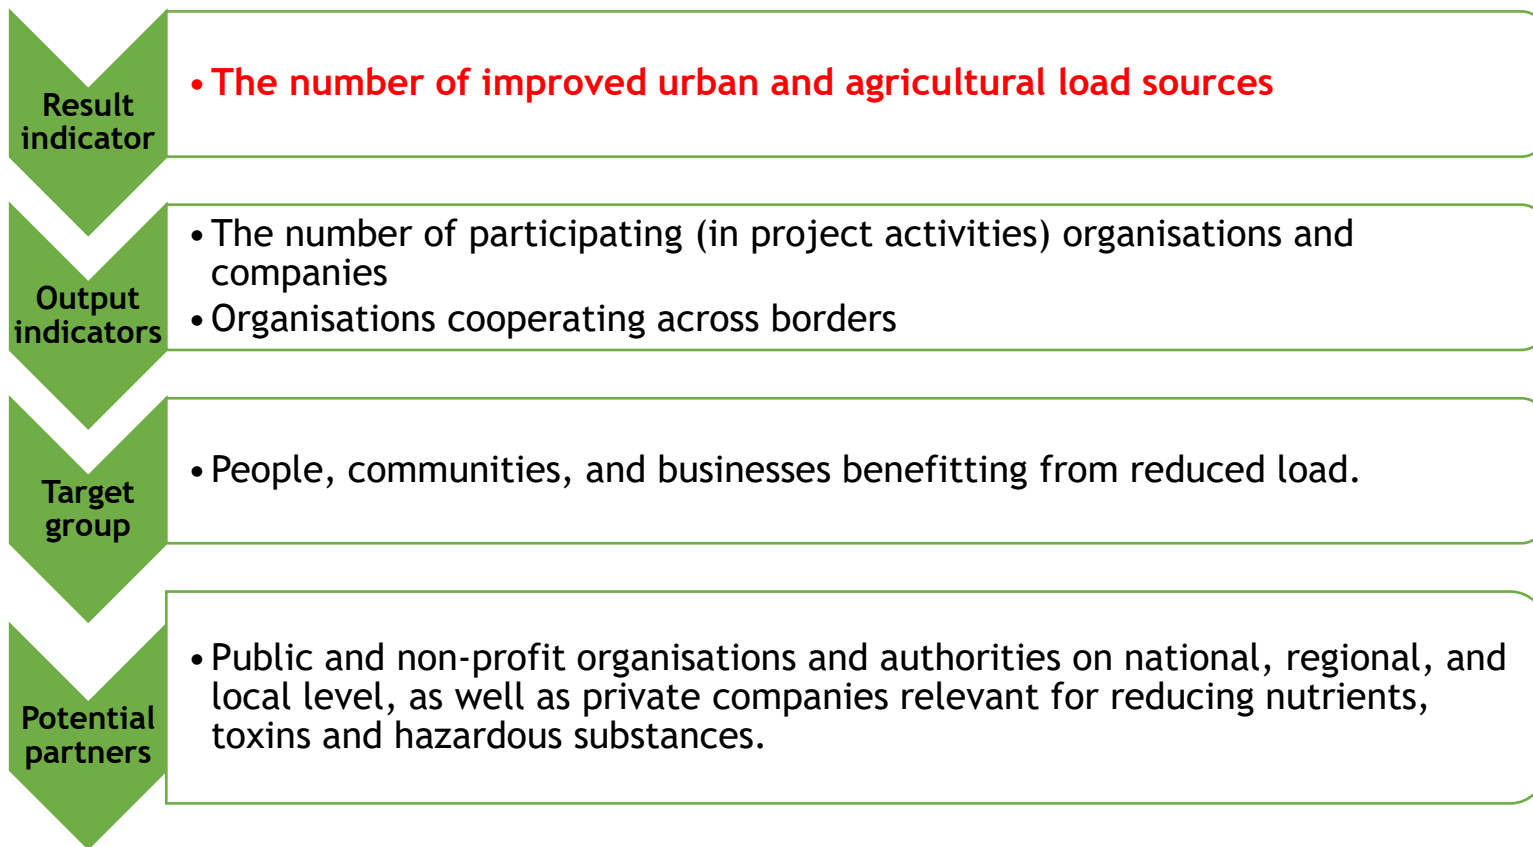 Result
indicator
• The number of improved urban and agricultural load sources
Output
indicators
• The number of participating (in project activities) organisations and
companies
• Organisations cooperating across borders
Target
group
• People, communities, and businesses benefitting from reduced load.
Potential
partners
• Public and non-profit organisations and authorities on national, regional, and
local level, as well as private companies relevant for reducing nutrients,
toxins and hazardous substances.